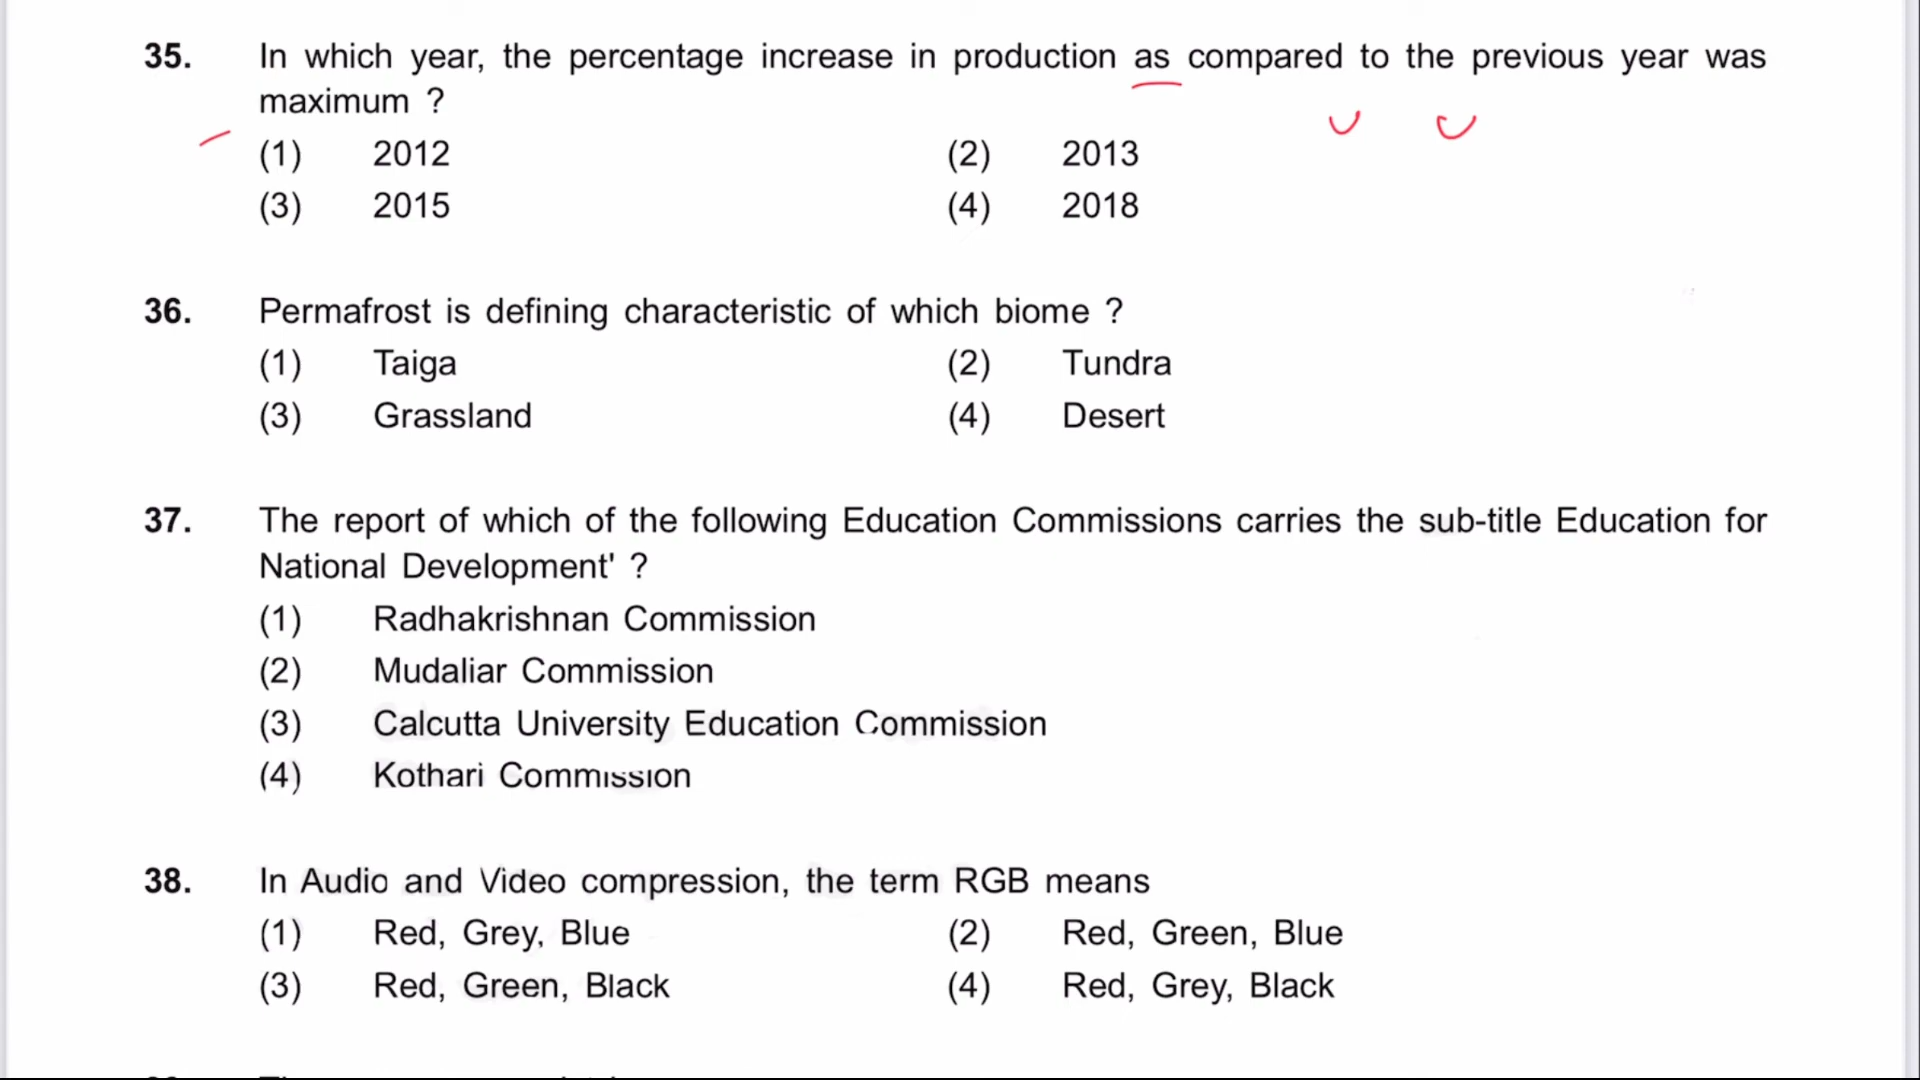 35. In which year, the percentage increase in production as compared to the previous year was
maximum ?
(1) 2012 (2) 2013
(3) 2015 (4) 2018
36. Permafrost is defining characteristic of which biome ?
(1) Taiga (2) Tundra
(3) Grassland (4) Desert
37. The report of which of the following Education Commissions carries the sub-title Education for
National Development' ?
(1) Radhakrishnan Commission
(2) Mudaliar Commission
(3) Calcutta University Education Commission
(4) Kothari Commission
38. In Audio and Video compression, the term RGB means
(1) Red, Grey, Blue (2) Red, Green, Blue
(3) Red, Green, Black (4) Red, Grey, Black